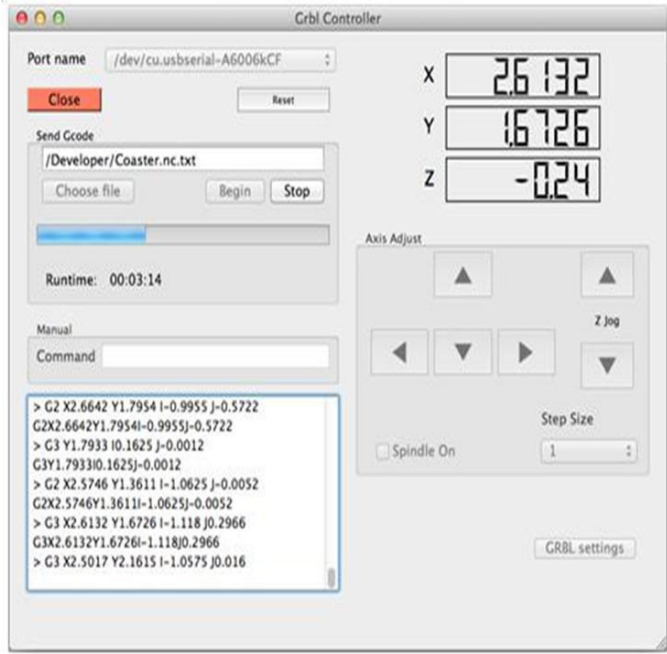 Grbl Controller
Port name /dev/cu.usbserial-A6006kCF
Close Reset
Send Gcode
/Developer/Coaster.nc.txt
Choose file Begin Stop
Runtime: 00:03:14
Manual
Command
> G2 X2.6642 Y1.7954 I-0.9955 J-0.5722
G2X2.6642Y1.7954I-0.9955J-0.5722
> G3 Y1.7933 I0.1625 J-0.0012
G3Y1.7933I0.1625J-0.0012
> G2 X2.5746 Y1.3611 I-1.0625 J-0.0052
G2X2.5746Y1.3611I-1.0625J-0.0052
> G3 X2.6132 Y1.6726 I-1.118 J0.2966
G3X2.6132Y1.6726I-1.118J0.2966
> G3 X2.5017 Y2.1615 I-1.0575 J0.016
X 2.6132
Y 1.6726
Z -0.24
Axis Adjust
Z Jog
Step Size
Spindle On 1
GRBL settings